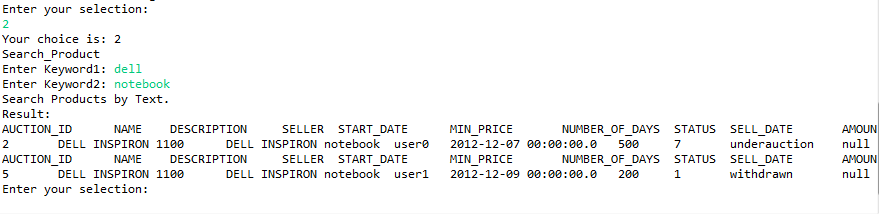 Enter your selection:
2
Your choice is: 2
Search_Product
Enter Keyword1: dell
Enter Keyword2: notebook
Search Products by Text.
Result:
AUCTION_ID NAME DESCRIPTION SELLER START_DATE MIN_PRICE NUMBER_OF_DAYS STATUS SELL_DATE AMOUN
2 DELL INSPIRON 1100 DELL INSPIRON notebook user0 2012-12-07 00:00:00.0 500 7 underauction null
AUCTION_ID NAME DESCRIPTION SELLER START_DATE MIN_PRICE NUMBER_OF_DAYS STATUS SELL_DATE AMOUN
5 DELL INSPIRON 1100 DELL INSPIRON notebook user1 2012-12-09 00:00:00.0 200 1 withdrawn null
Enter your selection: